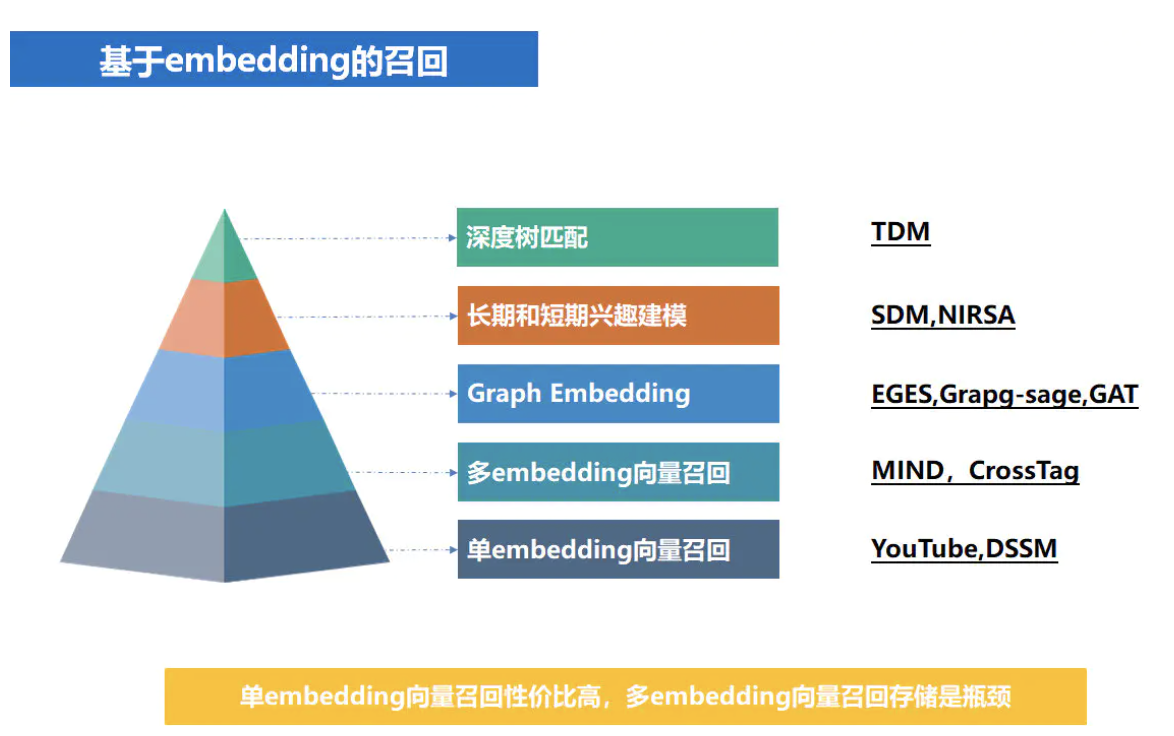 基于embedding的召回
深度树匹配
TDM
长期和短期兴趣建模
SDM,NIRSA
Graph Embedding
EGES,Grapg-sage,GAT
多embedding向量召回
MIND，CrossTag
单embedding向量召回
YouTube,DSSM
单embedding向量召回性价比高，多embedding向量召回存储是瓶颈